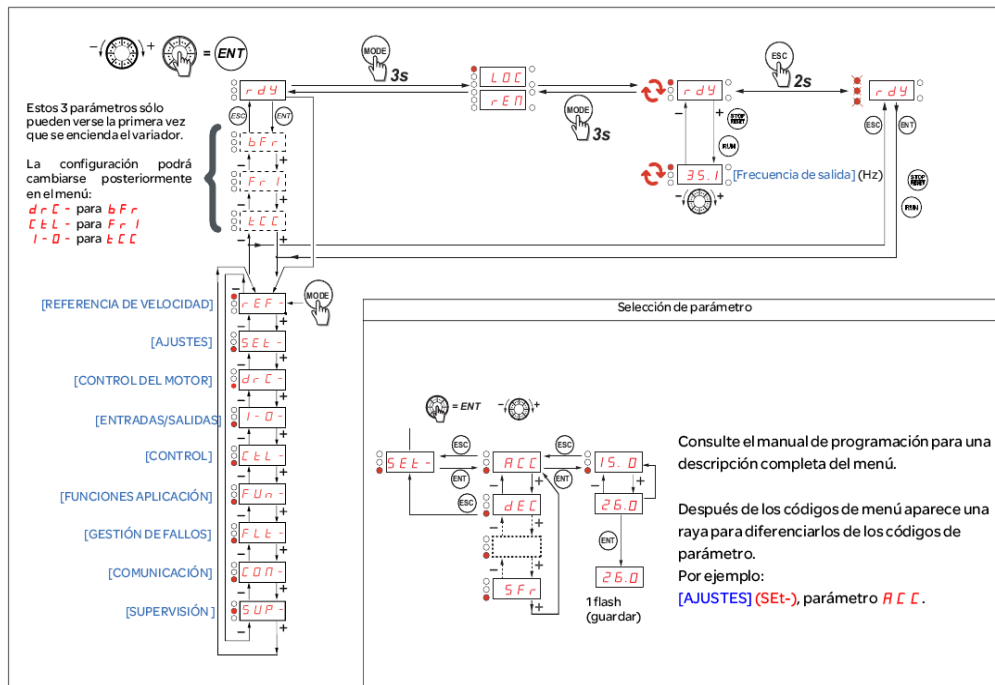 - + = ENT
MODE
3s
LOC
rEM
MODE
3s
rdY
ESC
ENT
- +
STOP
RESET
RUN
35.1
[Frecuencia de salida] (Hz)
ESC
2s
rdY
ESC
ENT
STOP
RESET
RUN
rdY
ESC
ENT
bFr
- +
Fr1
- +
tCC
- +
Estos 3 parámetros sólo
pueden verse la primera vez
que se encienda el variador.
La configuración podrá
cambiarse posteriormente
en el menú:
drC- para bFr
CtL- para Fr1
I-O- para tCC
MODE
[REFERENCIA DE VELOCIDAD] rEF-
- +
[AJUSTES] SEt-
- +
[CONTROL DEL MOTOR] drC-
- +
[ENTRADAS/SALIDAS] I-O-
- +
[CONTROL] CtL-
- +
[FUNCIONES APLICACIÓN] FUn-
- +
[GESTIÓN DE FALLOS] FLt-
- +
[COMUNICACIÓN] COM-
- +
[SUPERVISIÓN ] SUP-
- +
Selección de parámetro
= ENT - +
SEt-
ESC
ENT
ACC
ESC
ENT
15.0
- +
ESC
dEC
- +
26.0
ENT
- +
SFr
+
26.0
1 flash
(guardar)
Consulte el manual de programación para una
descripción completa del menú.
Después de los códigos de menú aparece una
raya para diferenciarlos de los códigos de
parámetro.
Por ejemplo:
[AJUSTES] (SEt-), parámetro ACC.